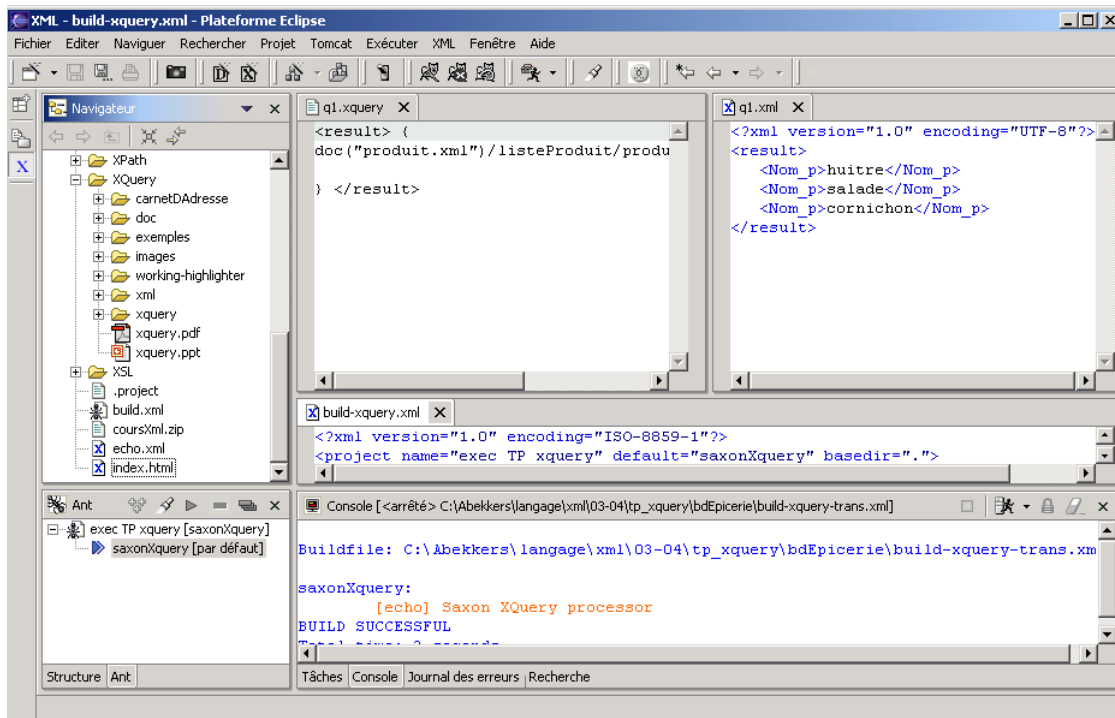 XML - build-xquery.xml - Plateforme Eclipse
Fichier Editer Naviguer Rechercher Projet Tomcat Exécuter XML Fenêtre Aide
Navigateur
XPath
XQuery
carnetDAdresse
doc
exemples
images
working-highlighter
xml
xquery
xquery.pdf
xquery.ppt
XSL
.project
build.xml
coursXml.zip
echo.xml
index.html
q1.xquery
<result> {
doc("produit.xml")/listeProduit/produ
} </result>
q1.xml
<?xml version="1.0" encoding="UTF-8"?>
<result>
<Nom_p>huitre</Nom_p>
<Nom_p>salade</Nom_p>
<Nom_p>cornichon</Nom_p>
</result>
build-xquery.xml
<?xml version="1.0" encoding="ISO-8859-1"?>
<project name="exec TP xquery" default="saxonXquery" basedir=".">
Ant
exec TP xquery [saxonXquery]
saxonXquery [par défaut]
Structure Ant
Console [<arrêté> C:\Abekkers\langage\xml\03-04\tp_xquery\bdEpicerie\build-xquery-trans.xml]
Buildfile: C:\Abekkers\langage\xml\03-04\tp_xquery\bdEpicerie\build-xquery-trans.xm
saxonXquery:
[echo] Saxon XQuery processor
BUILD SUCCESSFUL
Total time: 2 seconds
Tâches Console Journal des erreurs Recherche